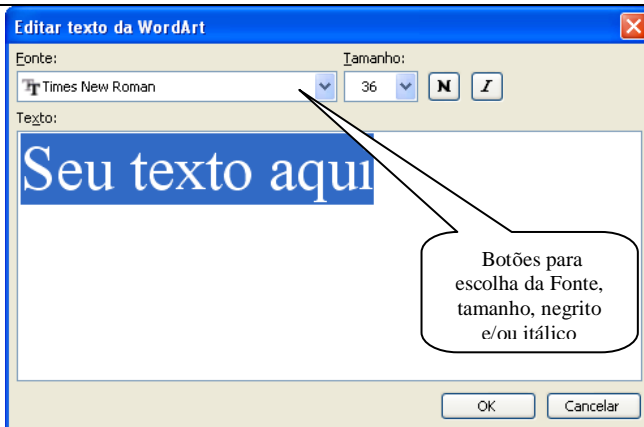 Editar texto da WordArt
Fonte:
Tamanho:
Times New Roman
36
N
I
Texto:
Seu texto aqui
Botões para
escolha da Fonte,
tamanho, negrito
e/ou itálico
OK
Cancelar